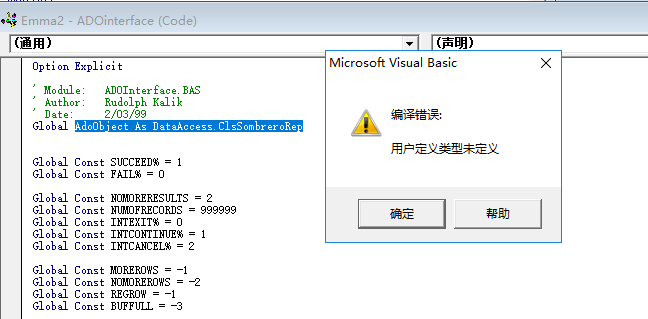 Emma2 - ADOinterface (Code)
(通用)
(声明)
Option Explicit
' Module:   ADOInterface.BAS
' Author:   Rudolph Kalik
' Date:     2/03/99
Global AdoObject As DataAccess.ClsSombreroRep
Global Const SUCCEED% = 1
Global Const FAIL% = 0
Global Const NOMORERESULTS = 2
Global Const NUMOFRECORDS = 999999
Global Const INTEXIT% = 0
Global Const INTCONTINUE% = 1
Global Const INTCANCEL% = 2
Global Const MOREROWS = -1
Global Const NOMOREROWS = -2
Global Const REGROW = -1
Global Const BUFFULL = -3
Microsoft Visual Basic
编译错误:
用户定义类型未定义
确定
帮助